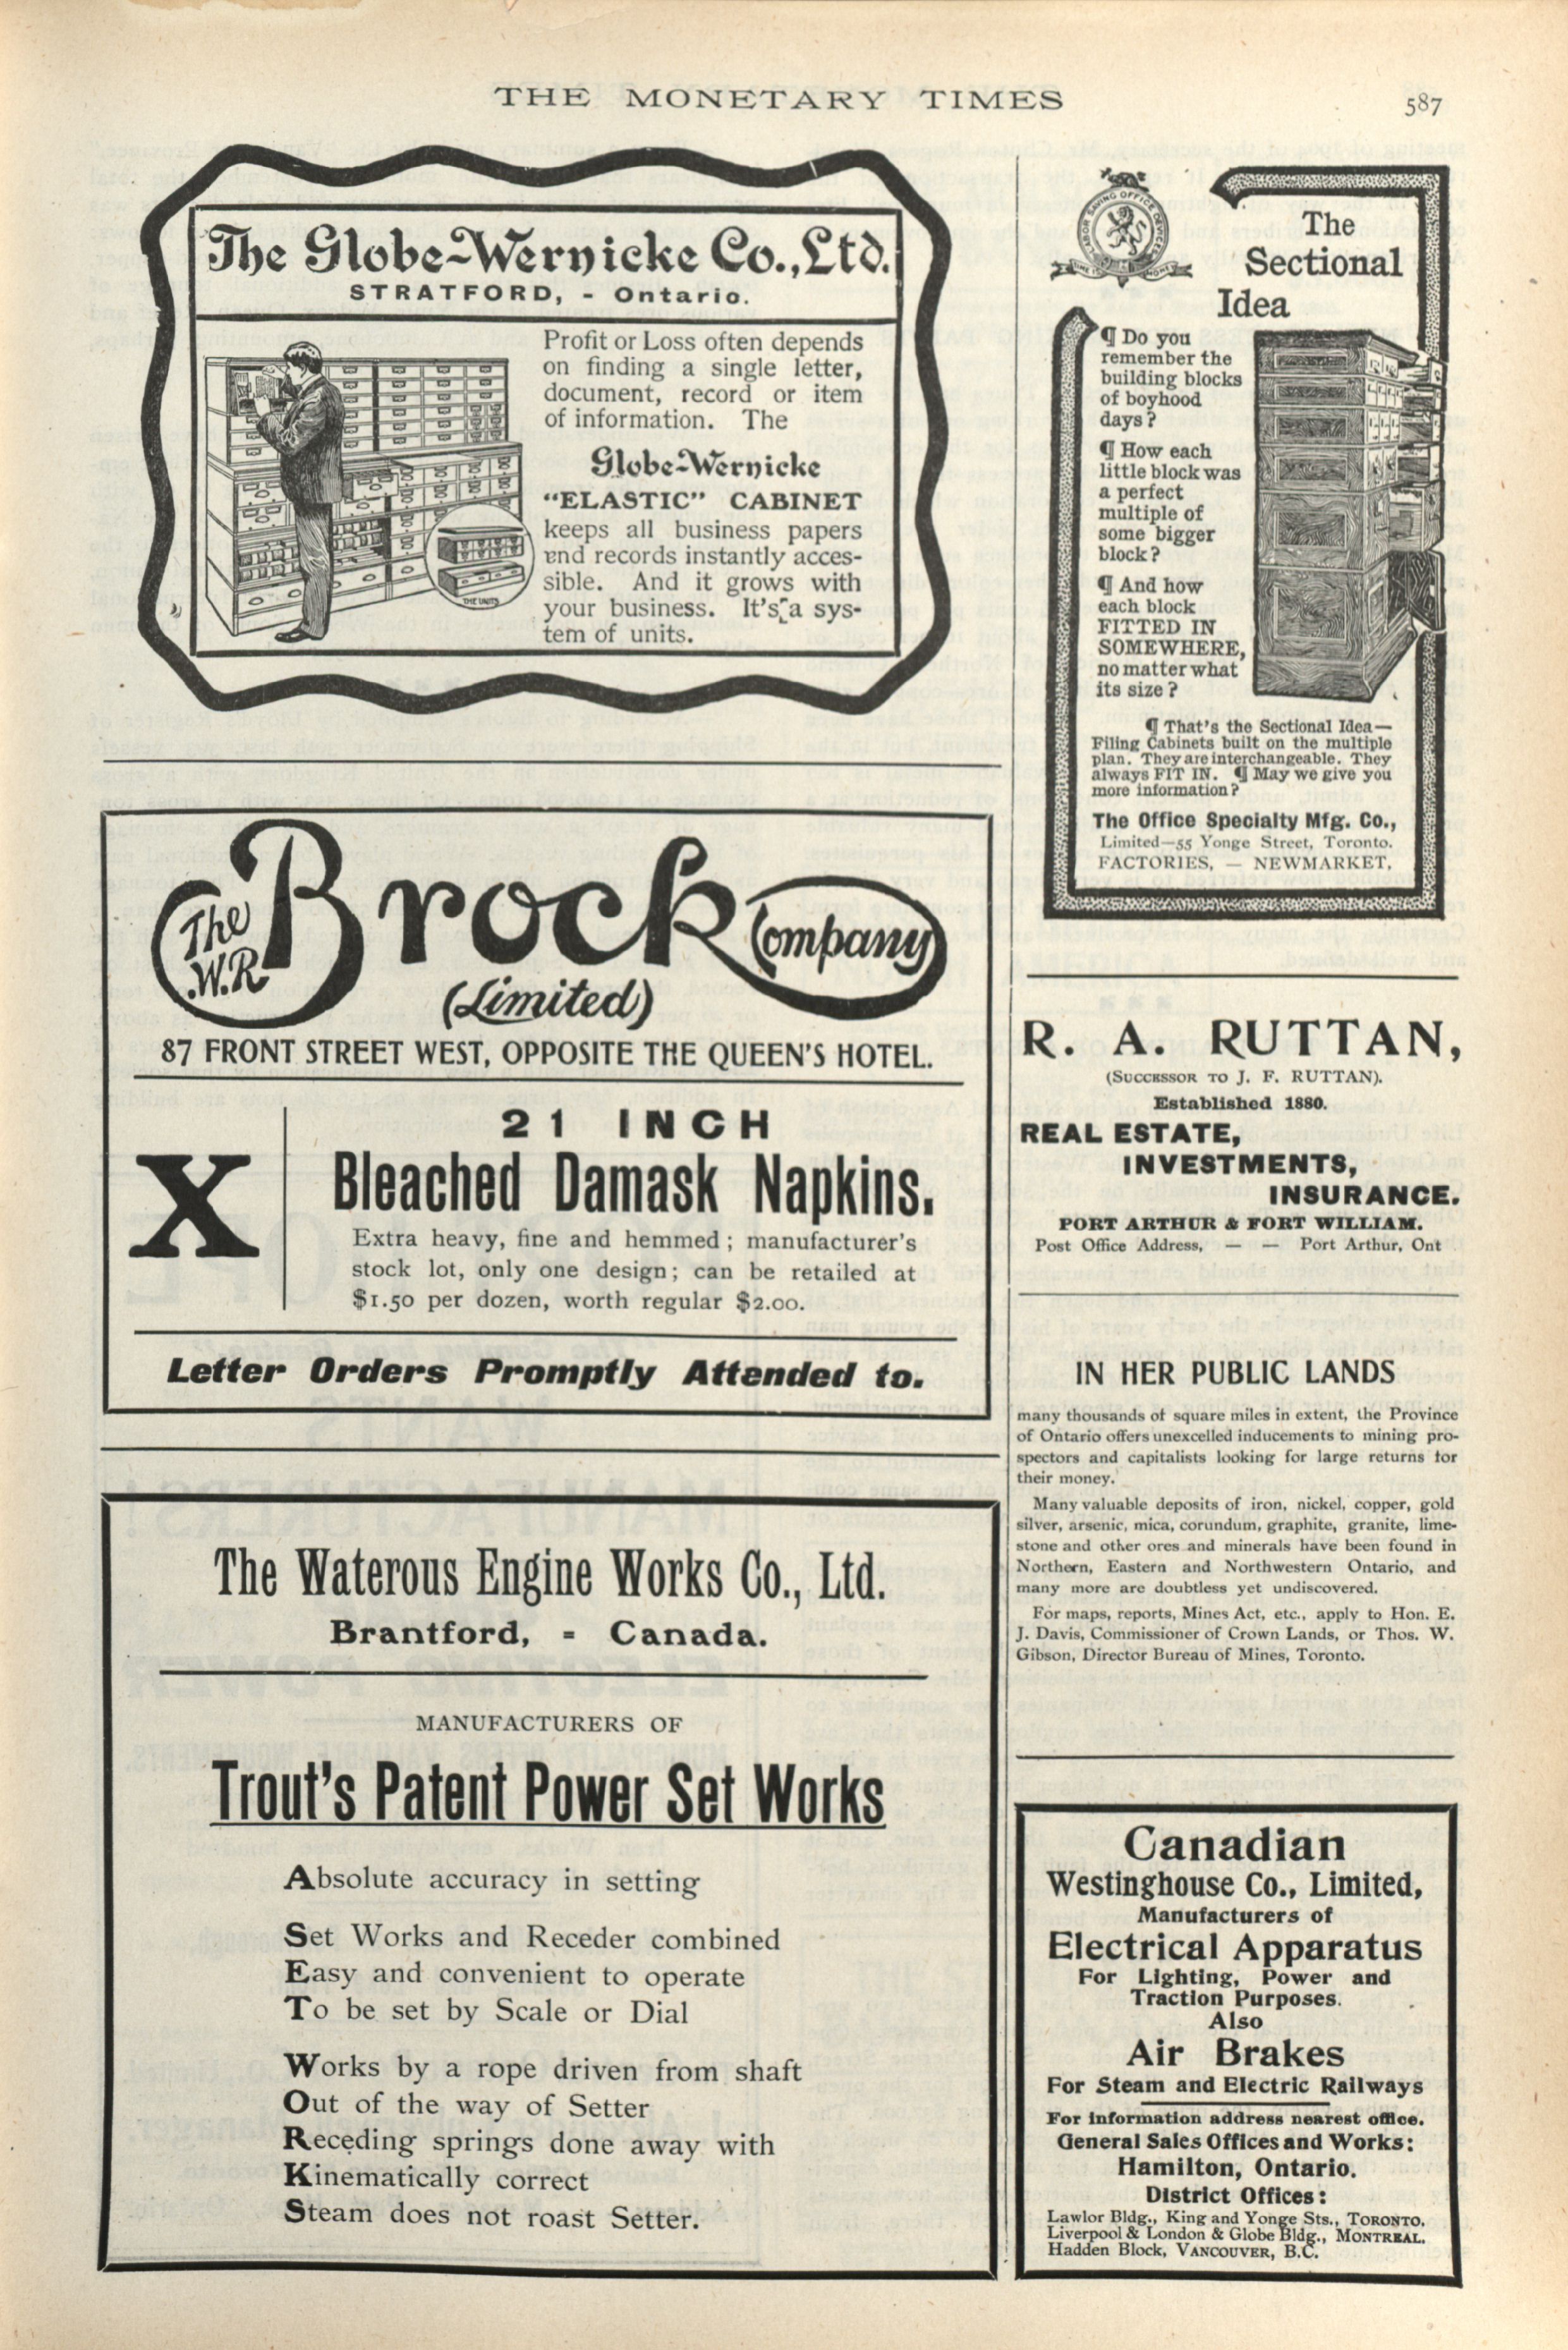 THE MONETARY TIMES
587
The Globe-Wernicke Co., Ltd.
STRATFORD, - Ontario.
Profit or Loss often depends
on finding a single letter,
document, record or item
of information. The
Globe-Wernicke
"ELASTIC" CABINET
keeps all business papers
and records instantly acces-
sible. And it grows with
your business. It's a sys-
tem of units.
THE UNITS
The W.R. Brock Company
(Limited)
87 FRONT STREET WEST, OPPOSITE THE QUEEN'S HOTEL.
X
21 INCH
Bleached Damask Napkins.
Extra heavy, fine and hemmed; manufacturer's
stock lot, only one design; can be retailed at
$1.50 per dozen, worth regular $2.00.
Letter Orders Promptly Attended to.
The Waterous Engine Works Co., Ltd.
Brantford, - Canada.
MANUFACTURERS OF
Trout's Patent Power Set Works
Absolute accuracy in setting
Set Works and Receder combined
Easy and convenient to operate
To be set by Scale or Dial
Works by a rope driven from shaft
Out of the way of Setter
Receding springs done away with
Kinematically correct
Steam does not roast Setter.
LABOR SAVING OFFICE DEVICES
TIME IS MONEY
The
Sectional
Idea
¶ Do you
remember the
building blocks
of boyhood
days?
¶ How each
little block was
a perfect
multiple of
some bigger
block?
¶ And how
each block
FITTED IN
SOMEWHERE,
no matter what
its size?
¶ That's the Sectional Idea—
Filing Cabinets built on the multiple
plan. They are interchangeable. They
always FIT IN. ¶ May we give you
more information?
The Office Specialty Mfg. Co.,
Limited—55 Yonge Street, Toronto.
FACTORIES, — NEWMARKET,
R. A. RUTTAN,
(SUCCESSOR TO J. F. RUTTAN).
Established 1880.
REAL ESTATE,
INVESTMENTS,
INSURANCE.
PORT ARTHUR & FORT WILLIAM.
Post Office Address, — — Port Arthur, Ont
IN HER PUBLIC LANDS
many thousands of square miles in extent, the Province
of Ontario offers unexcelled inducements to mining pro-
spectors and capitalists looking for large returns for
their money.
Many valuable deposits of iron, nickel, copper, gold
silver, arsenic, mica, corundum, graphite, granite, lime-
stone and other ores and minerals have been found in
Northern, Eastern and Northwestern Ontario, and
many more are doubtless yet undiscovered.
For maps, reports, Mines Act, etc., apply to Hon. E.
J. Davis, Commissioner of Crown Lands, or Thos. W.
Gibson, Director Bureau of Mines, Toronto.
Canadian
Westinghouse Co., Limited,
Manufacturers of
Electrical Apparatus
For Lighting, Power and
Traction Purposes.
Also
Air Brakes
For Steam and Electric Railways
For information address nearest office.
General Sales Offices and Works:
Hamilton, Ontario.
District Offices:
Lawlor Bldg., King and Yonge Sts., TORONTO.
Liverpool & London & Globe Bldg., MONTREAL.
Hadden Block, VANCOUVER, B.C.